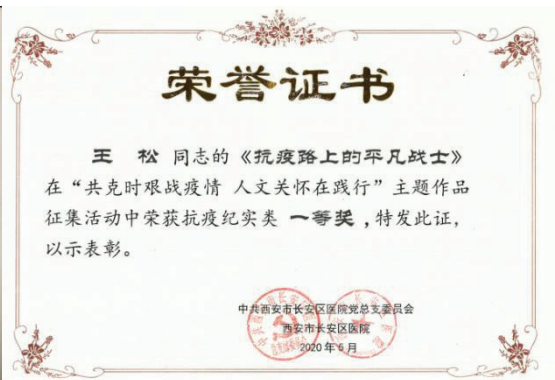 荣誉证书
王 松 同志的《抗疫路上的平凡战士》
在“共克时艰战疫情 人文关怀在践行”主题作品
征集活动中荣获抗疫纪实类 一等奖，特发此证，
以示表彰。
中共西安市长安区医院党总支委员会
西安市长安区医院
2020年6月